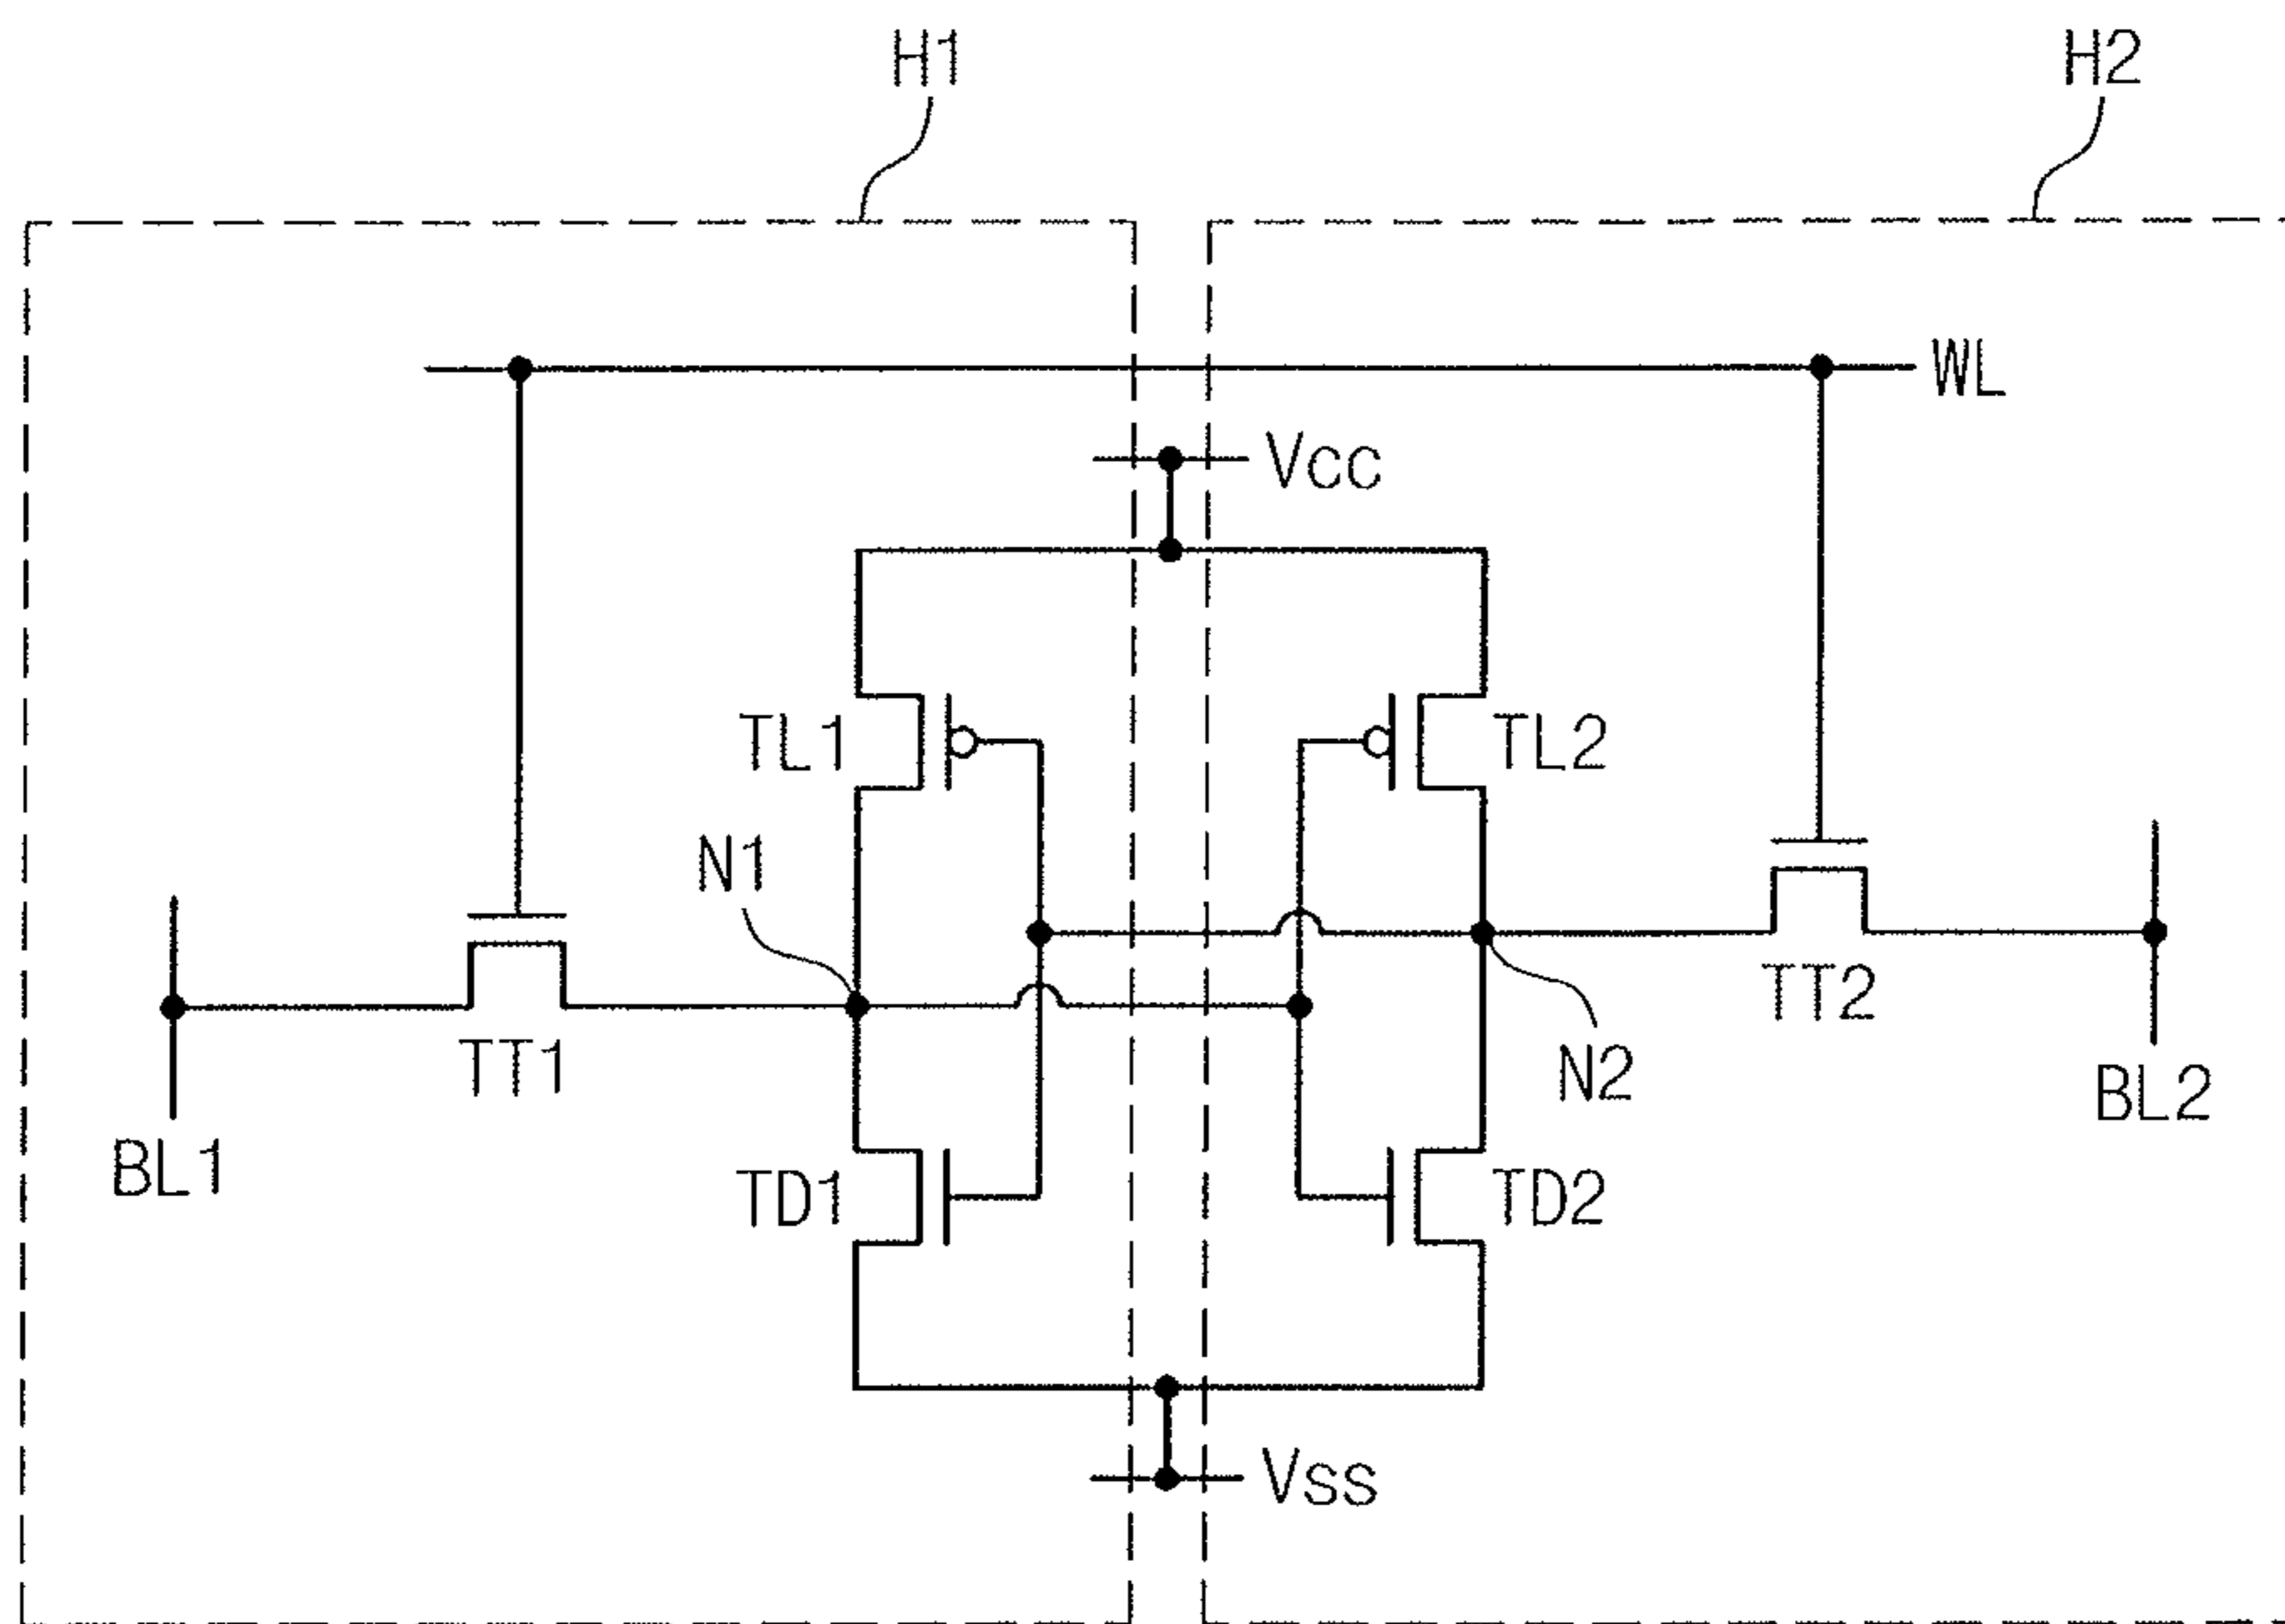 H1
H2
WL
VCC
TL1
TL2
N1
TT1
TT2
N2
BL1
BL2
TD1
TD2
VSS